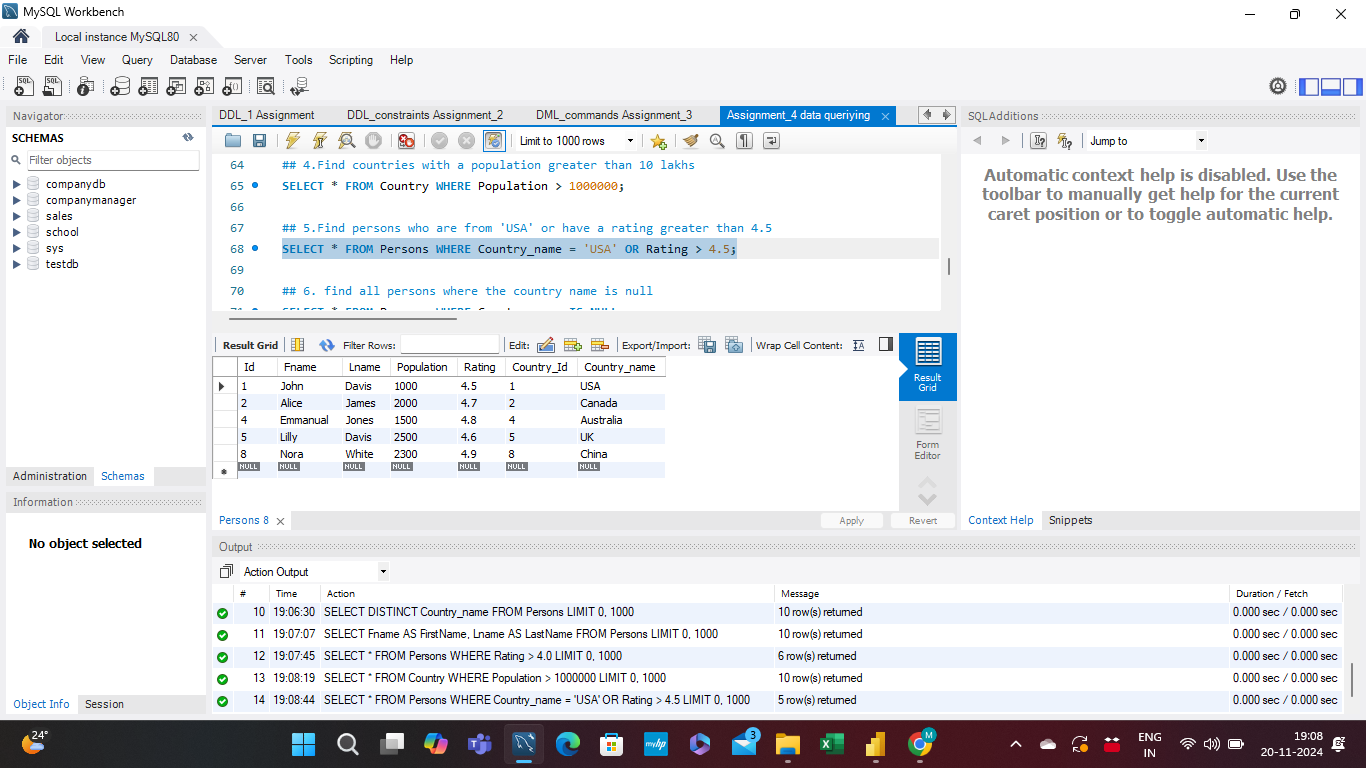 MySQL Workbench
Local instance MySQL80
File Edit View Query Database Server Tools Scripting Help
Navigator
SCHEMAS
Filter objects
companydb
companymanager
sales
school
sys
testdb
Administration Schemas
Information
No object selected
Object Info Session
DDL_1 Assignment DDL_constraints Assignment_2 DML_commands Assignment_3 Assignment_4 data queriying
Limit to 1000 rows
64 ## 4.Find countries with a population greater than 10 lakhs
65 SELECT * FROM Country WHERE Population > 1000000;
66
67 ## 5.Find persons who are from 'USA' or have a rating greater than 4.5
68 SELECT * FROM Persons WHERE Country_name = 'USA' OR Rating > 4.5;
69
70 ## 6. find all persons where the country name is null
Result Grid Filter Rows: Edit: Export/Import: Wrap Cell Content:
Id Fname Lname Population Rating Country_Id Country_name
1 John Davis 1000 4.5 1 USA
2 Alice James 2000 4.7 2 Canada
4 Emmanual Jones 1500 4.8 4 Australia
5 Lilly Davis 2500 4.6 5 UK
8 Nora White 2300 4.9 8 China
NULL NULL NULL NULL NULL NULL NULL
Result Grid
Form Editor
Persons 8 Apply Revert
SQLAdditions
Jump to
Automatic context help is disabled. Use the
toolbar to manually get help for the current
caret position or to toggle automatic help.
Context Help Snippets
Output
Action Output
# Time Action Message Duration / Fetch
10 19:06:30 SELECT DISTINCT Country_name FROM Persons LIMIT 0, 1000 10 row(s) returned 0.000 sec / 0.000 sec
11 19:07:07 SELECT Fname AS FirstName, Lname AS LastName FROM Persons LIMIT 0, 1000 10 row(s) returned 0.000 sec / 0.000 sec
12 19:07:45 SELECT * FROM Persons WHERE Rating > 4.0 LIMIT 0, 1000 6 row(s) returned 0.000 sec / 0.000 sec
13 19:08:19 SELECT * FROM Country WHERE Population > 1000000 LIMIT 0, 1000 10 row(s) returned 0.000 sec / 0.000 sec
14 19:08:44 SELECT * FROM Persons WHERE Country_name = 'USA' OR Rating > 4.5 LIMIT 0, 1000 5 row(s) returned 0.000 sec / 0.000 sec
24°
myhp
3
M
ENG
IN
19:08
20-11-2024